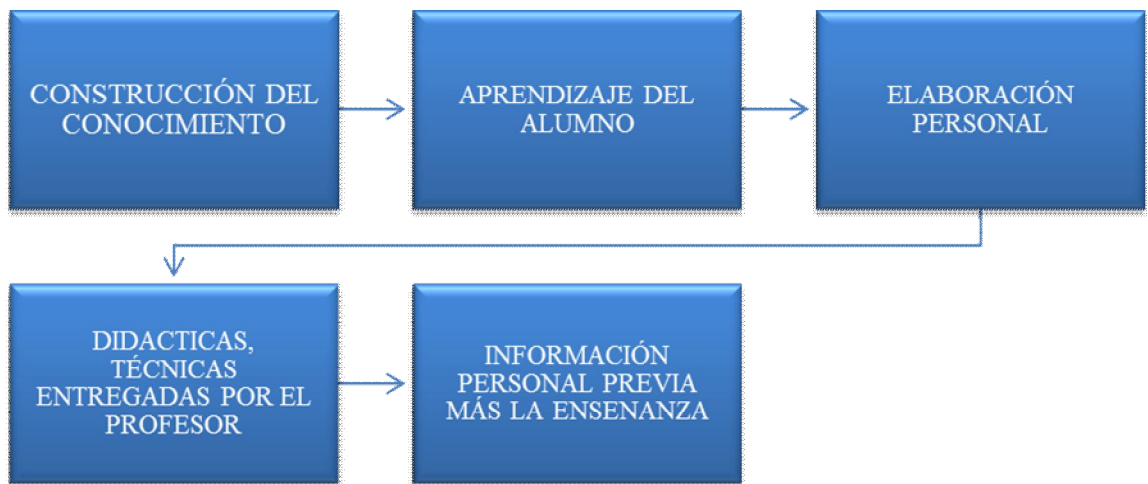 CONSTRUCCIÓN DEL
CONOCIMIENTO
APRENDIZAJE DEL
ALUMNO
ELABORACIÓN
PERSONAL
DIDACTICAS,
TÉCNICAS
ENTREGADAS POR EL
PROFESOR
INFORMACIÓN
PERSONAL PREVIA
MÁS LA ENSENANZA